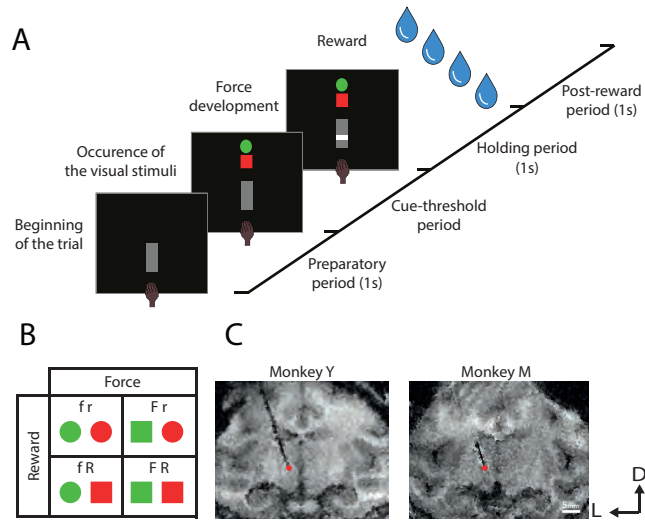 A
Reward
Force
development
Occurence of
the visual stimuli
Beginning
of the trial
Post-reward
period (1s)
Holding period
(1s)
Cue-threshold
period
Preparatory
period (1s)
B
Force
Reward
f r
F r
f R
F R
C
Monkey Y
Monkey M
5mm
D
L